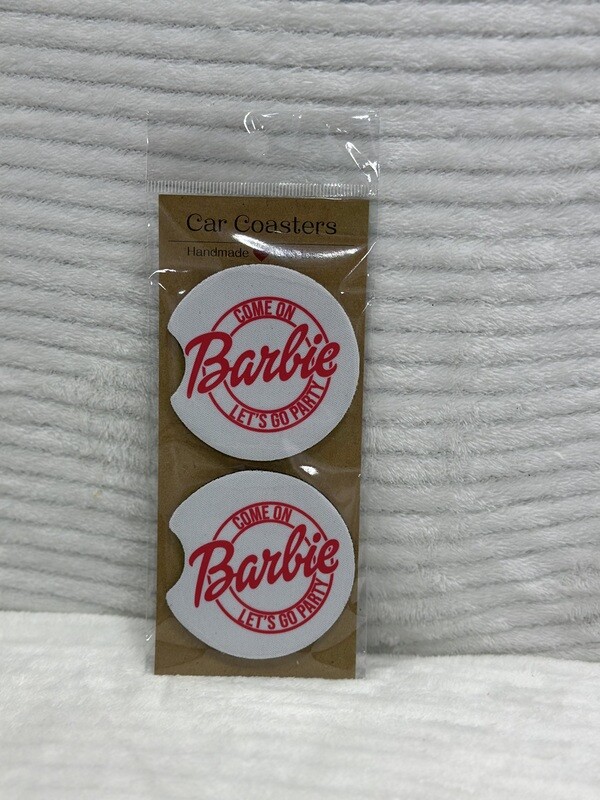 Car Coasters
Handmade
COME ON
Barbie
LET'S GO PARTY
COME ON
Barbie
LET'S GO PARTY